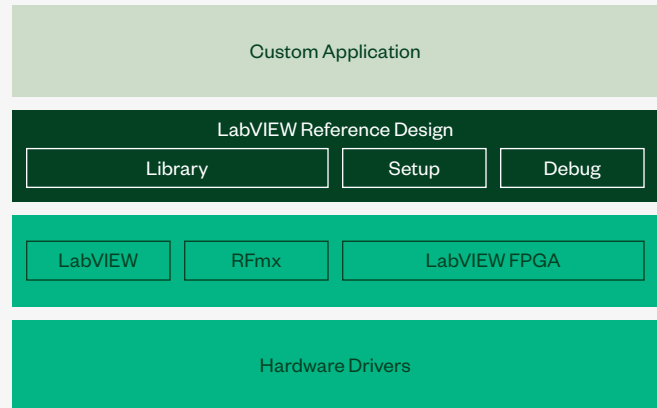 Custom Application
LabVIEW Reference Design
Library Setup Debug
LabVIEW RFmx LabVIEW FPGA
Hardware Drivers